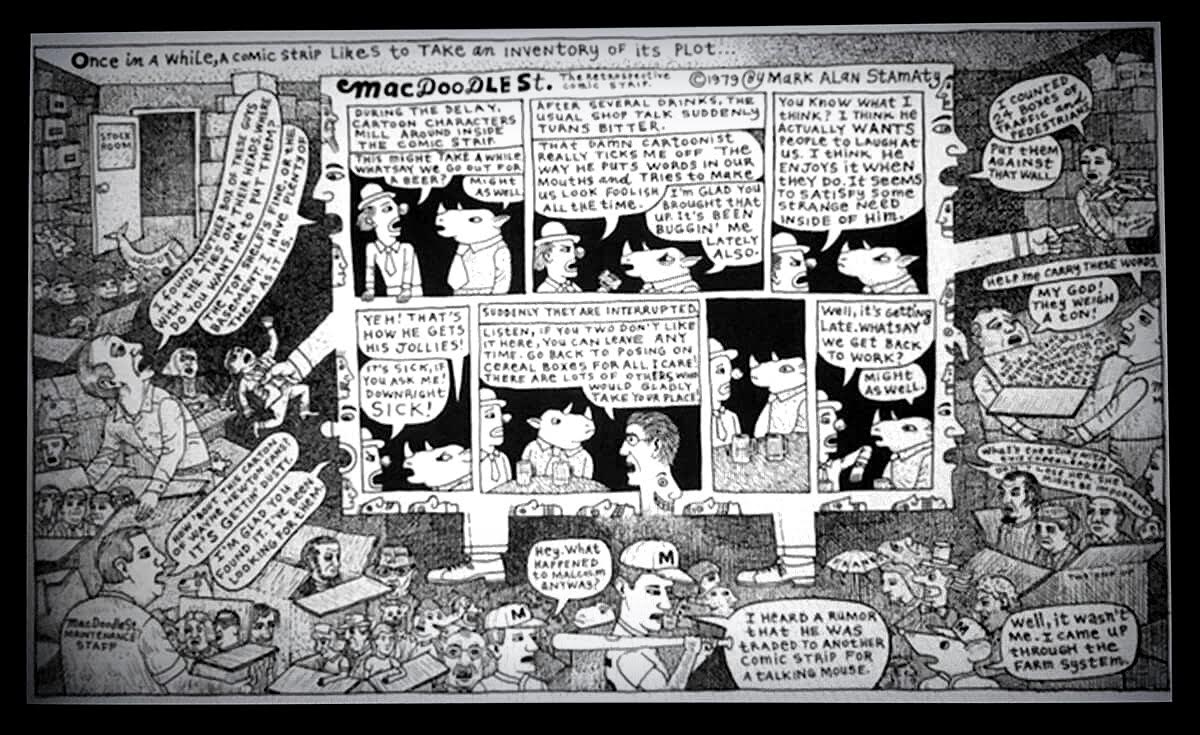 Once in a while, a comic strip likes to take an inventory of its plot...
MacDoodle St.
The Retrospective
Comic Strip.
©1979 By Mark Alan Stamaty
During the delay,
cartoon characters
mill around inside
the comic strip.
This might take awhile.
Whatsay we go out for
a beer?
Might
as well.
After several drinks, the
usual shop talk suddenly
turns bitter.
That damn cartoonist
really ticks me off the
way he puts words in our
mouths and tries to make
us look foolish
all the time.
I'm glad you
brought that
up. It's been
buggin' me
lately
also.
You know what I
think? I think he
actually wants
people to laugh at
us. I think he
enjoys it when
they do. It seems
to satisfy some
strange need
inside of him.
Yeh! That's
how he gets
his jollies!
It's sick, if
you ask me!
Downright
sick!
Suddenly they are interrupted.
Listen, if you two don't like
it here, you can leave any
time. Go back to posing on
cereal boxes for all I care!
There are lots of others who
would gladly
take your place!
Well, it's getting
late. Whatsay
we get back
to work?
Might
as well.
Stock
Room
I found another box of these guys
with the ties on their heads. Where
do you want me to put them?
The top shelf's fine, or the
basement. We have plenty of
them as it is.
I counted
24 boxes of
traffic and
pedestrians.
Put them
against
that wall.
Help me carry these words.
My God!
They weigh
a ton!
How about this carton
of Wayne Newton fans?
It's gettin' dusty.
I'm glad you
found it. I've been
looking for them.
MacDoodle St.
Maintenance
Staff
Hey. What
happened
to Malcolm
anyway?
M
M
M
I heard a rumor
that he was
traded to another
comic strip for
a talking mouse.
Well, it wasn't
me. I came up
through the
farm system.